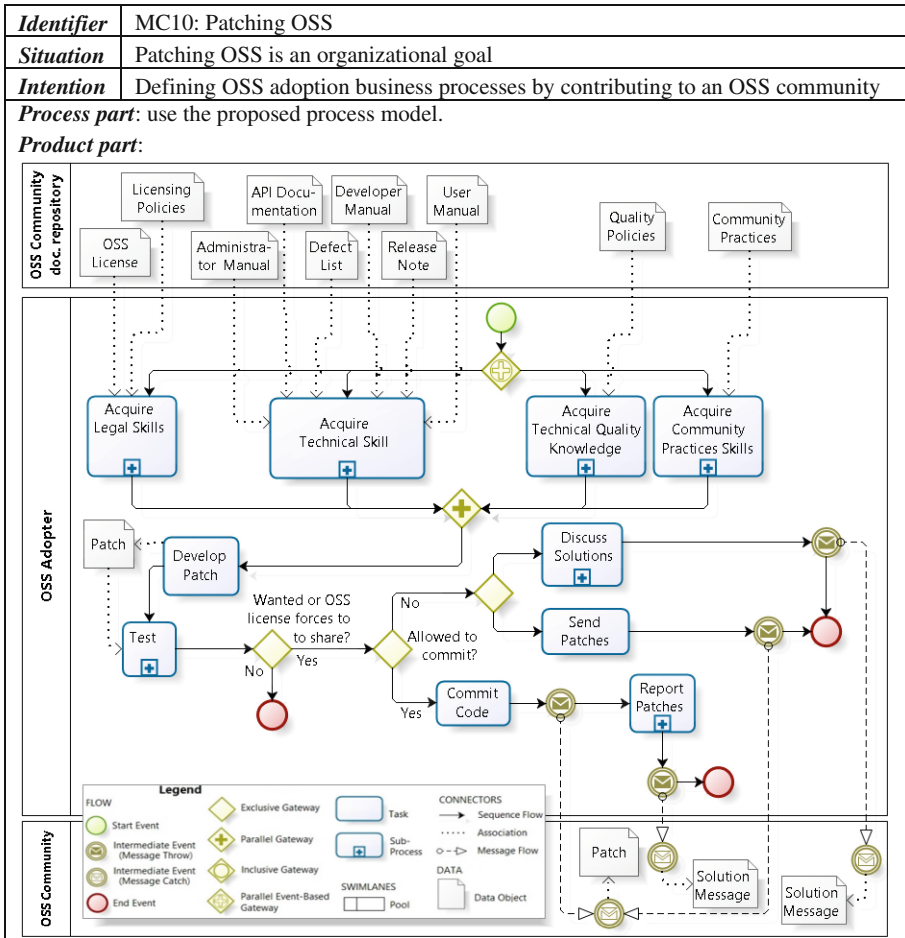 Identifier MC10: Patching OSS
Situation Patching OSS is an organizational goal
Intention Defining OSS adoption business processes by contributing to an OSS community
Process part: use the proposed process model.
Product part:
OSS Community
doc. repository
OSS
License
Licensing
Policies
Administra-
tor Manual
API Docu-
mentation
Defect
List
Developer
Manual
Release
Note
User
Manual
Quality
Policies
Community
Practices
OSS Adopter
Acquire
Legal Skills
Acquire
Technical Skill
Acquire
Technical Quality
Knowledge
Acquire
Community
Practices Skills
Patch
Develop
Patch
Test
Wanted or OSS
license forces to
to share?
No
Yes
Allowed to
commit?
No
Yes
Discuss
Solutions
Send
Patches
Commit
Code
Report
Patches
Legend
FLOW
Start Event
Intermediate Event
(Message Throw)
Intermediate Event
(Message Catch)
End Event
Exclusive Gateway
Parallel Gateway
Inclusive Gateway
Parallel Event-Based
Gateway
Task
Sub-
Process
SWIMLANES
Pool
CONNECTORS
Sequence Flow
Association
Message Flow
DATA
Data Object
OSS Community
Patch
Solution
Message
Solution
Message